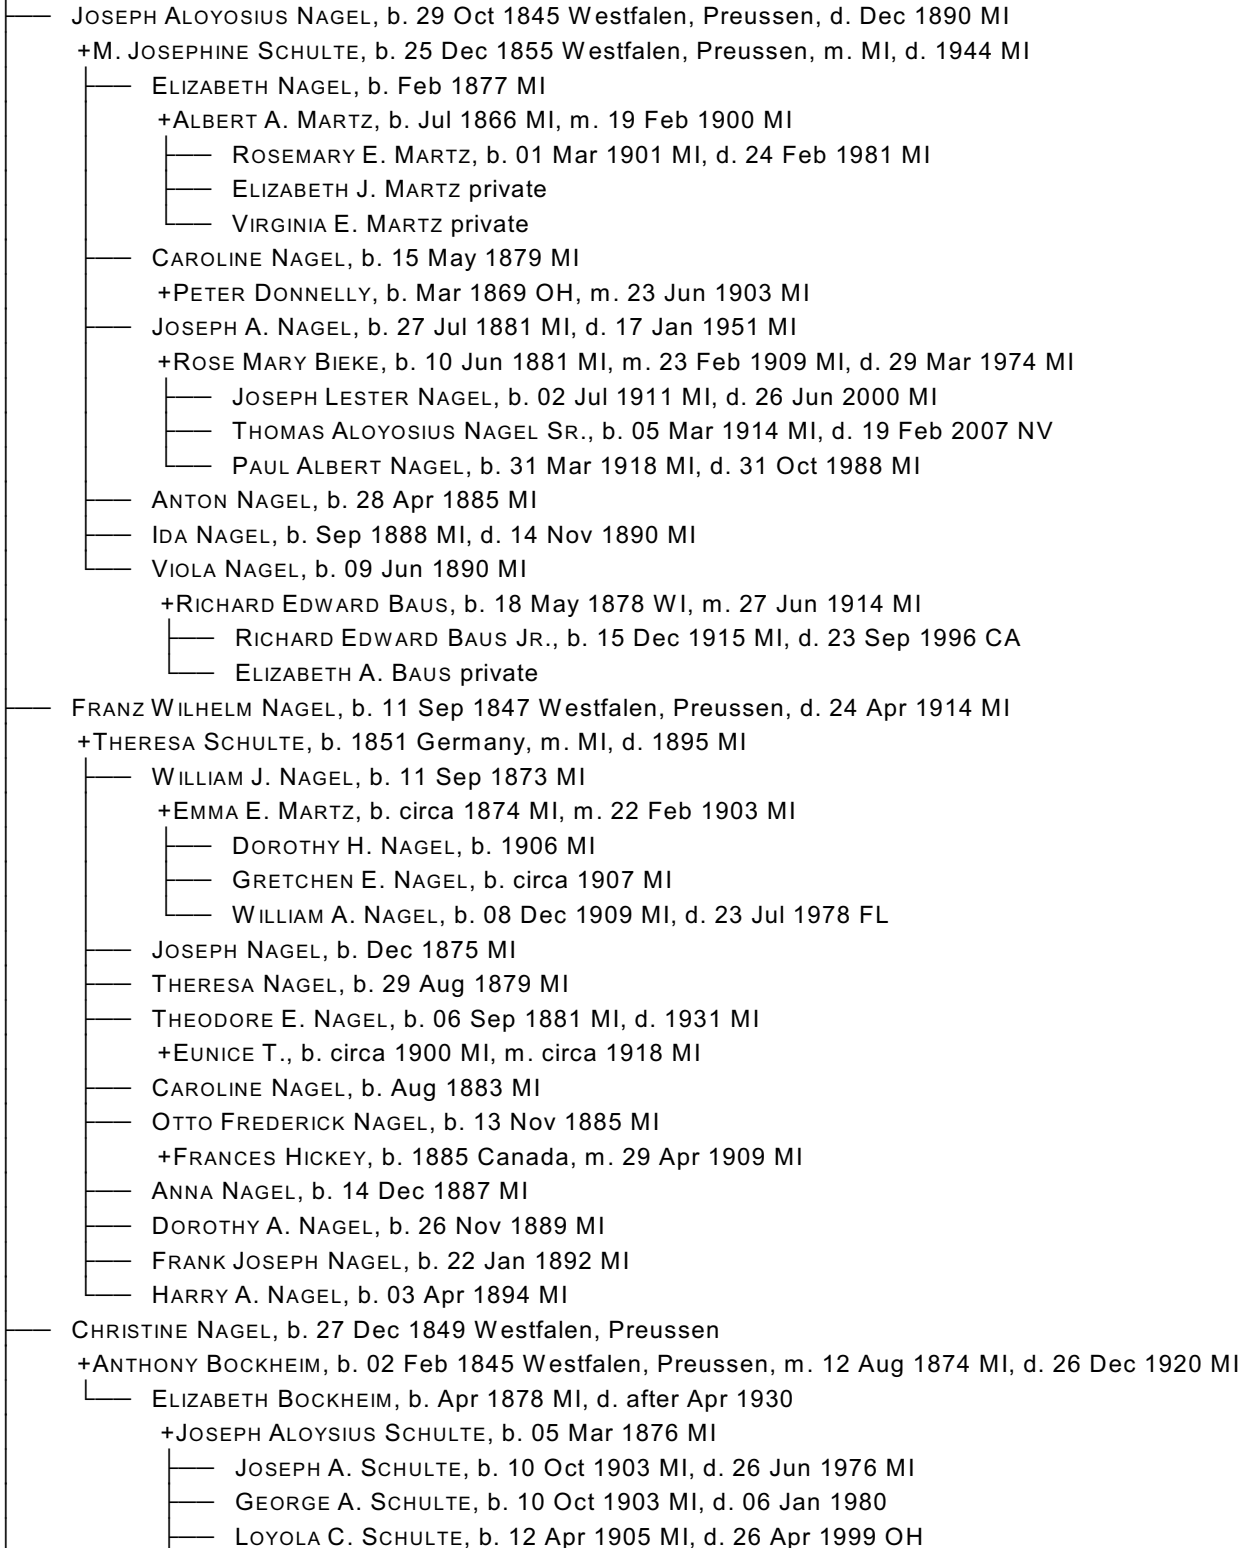 JOSEPH ALOYOSIUS NAGEL, b. 29 Oct 1845 Westfalen, Preussen, d. Dec 1890 MI
+M. JOSEPHINE SCHULTE, b. 25 Dec 1855 Westfalen, Preussen, m. MI, d. 1944 MI
ELIZABETH NAGEL, b. Feb 1877 MI
+ALBERT A. MARTZ, b. Jul 1866 MI, m. 19 Feb 1900 MI
ROSEMARY E. MARTZ, b. 01 Mar 1901 MI, d. 24 Feb 1981 MI
ELIZABETH J. MARTZ private
VIRGINIA E. MARTZ private
CAROLINE NAGEL, b. 15 May 1879 MI
+PETER DONNELLY, b. Mar 1869 OH, m. 23 Jun 1903 MI
JOSEPH A. NAGEL, b. 27 Jul 1881 MI, d. 17 Jan 1951 MI
+ROSE MARY BIEKE, b. 10 Jun 1881 MI, m. 23 Feb 1909 MI, d. 29 Mar 1974 MI
JOSEPH LESTER NAGEL, b. 02 Jul 1911 MI, d. 26 Jun 2000 MI
THOMAS ALOYOSIUS NAGEL SR., b. 05 Mar 1914 MI, d. 19 Feb 2007 NV
PAUL ALBERT NAGEL, b. 31 Mar 1918 MI, d. 31 Oct 1988 MI
ANTON NAGEL, b. 28 Apr 1885 MI
IDA NAGEL, b. Sep 1888 MI, d. 14 Nov 1890 MI
VIOLA NAGEL, b. 09 Jun 1890 MI
+RICHARD EDWARD BAUS, b. 18 May 1878 WI, m. 27 Jun 1914 MI
RICHARD EDWARD BAUS JR., b. 15 Dec 1915 MI, d. 23 Sep 1996 CA
ELIZABETH A. BAUS private
FRANZ WILHELM NAGEL, b. 11 Sep 1847 Westfalen, Preussen, d. 24 Apr 1914 MI
+THERESA SCHULTE, b. 1851 Germany, m. MI, d. 1895 MI
WILLIAM J. NAGEL, b. 11 Sep 1873 MI
+EMMA E. MARTZ, b. circa 1874 MI, m. 22 Feb 1903 MI
DOROTHY H. NAGEL, b. 1906 MI
GRETCHEN E. NAGEL, b. circa 1907 MI
WILLIAM A. NAGEL, b. 08 Dec 1909 MI, d. 23 Jul 1978 FL
JOSEPH NAGEL, b. Dec 1875 MI
THERESA NAGEL, b. 29 Aug 1879 MI
THEODORE E. NAGEL, b. 06 Sep 1881 MI, d. 1931 MI
+EUNICE T., b. circa 1900 MI, m. circa 1918 MI
CAROLINE NAGEL, b. Aug 1883 MI
OTTO FREDERICK NAGEL, b. 13 Nov 1885 MI
+FRANCES HICKEY, b. 1885 Canada, m. 29 Apr 1909 MI
ANNA NAGEL, b. 14 Dec 1887 MI
DOROTHY A. NAGEL, b. 26 Nov 1889 MI
FRANK JOSEPH NAGEL, b. 22 Jan 1892 MI
HARRY A. NAGEL, b. 03 Apr 1894 MI
CHRISTINE NAGEL, b. 27 Dec 1849 Westfalen, Preussen
+ANTHONY BOCKHEIM, b. 02 Feb 1845 Westfalen, Preussen, m. 12 Aug 1874 MI, d. 26 Dec 1920 MI
ELIZABETH BOCKHEIM, b. Apr 1878 MI, d. after Apr 1930
+JOSEPH ALOYSIUS SCHULTE, b. 05 Mar 1876 MI
JOSEPH A. SCHULTE, b. 10 Oct 1903 MI, d. 26 Jun 1976 MI
GEORGE A. SCHULTE, b. 10 Oct 1903 MI, d. 06 Jan 1980
LOYOLA C. SCHULTE, b. 12 Apr 1905 MI, d. 26 Apr 1999 OH